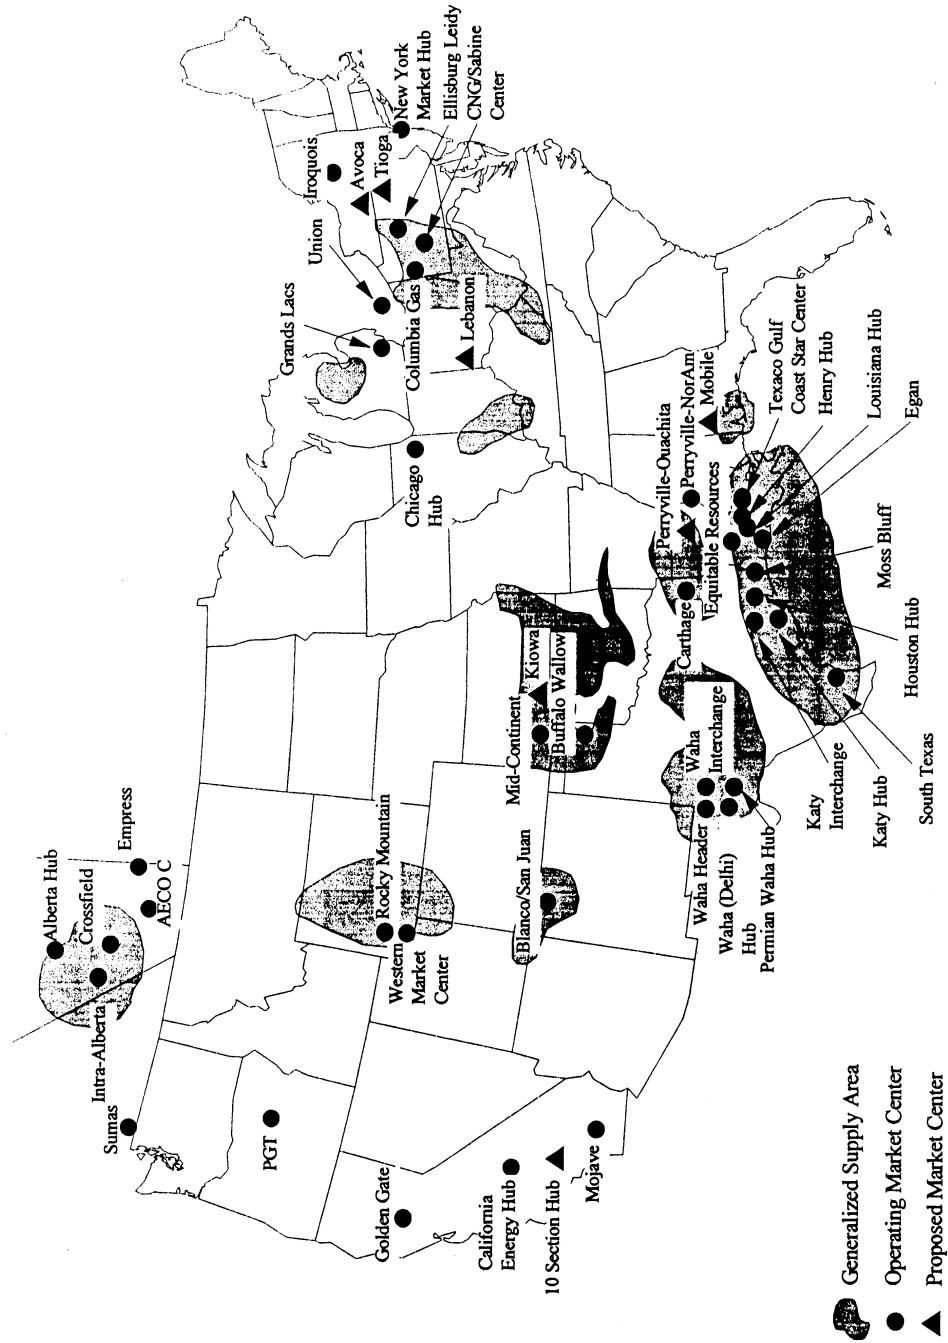 Sumas
Intra-Alberta
Crossfield
Alberta Hub
AECO C
Empress
PGT
Golden Gate
California
Energy Hub
10 Section Hub
Mojave
Western
Market
Center
Rocky Mountain
Blanco/San Juan
Mid-Continent
Kiowa
Buffalo Wallow
Waha
Interchange
Waha Header
Waha (Delhi)
Hub
Permian Waha Hub
Carthage
Equitable Resources
Perryville-Ouachita
Perryville-NorAm
Mobile
Chicago
Hub
Grands Lacs
Union
Columbia Gas
Lebanon
Iroquois
Avoca
Tioga
New York
Market Hub
Ellisburg Leidy
CNG/Sabine
Center
Texaco Gulf
Coast Star Center
Henry Hub
Louisiana Hub
Egan
Moss Bluff
Houston Hub
Katy
Interchange
Katy Hub
South Texas
Generalized Supply Area
Operating Market Center
Proposed Market Center